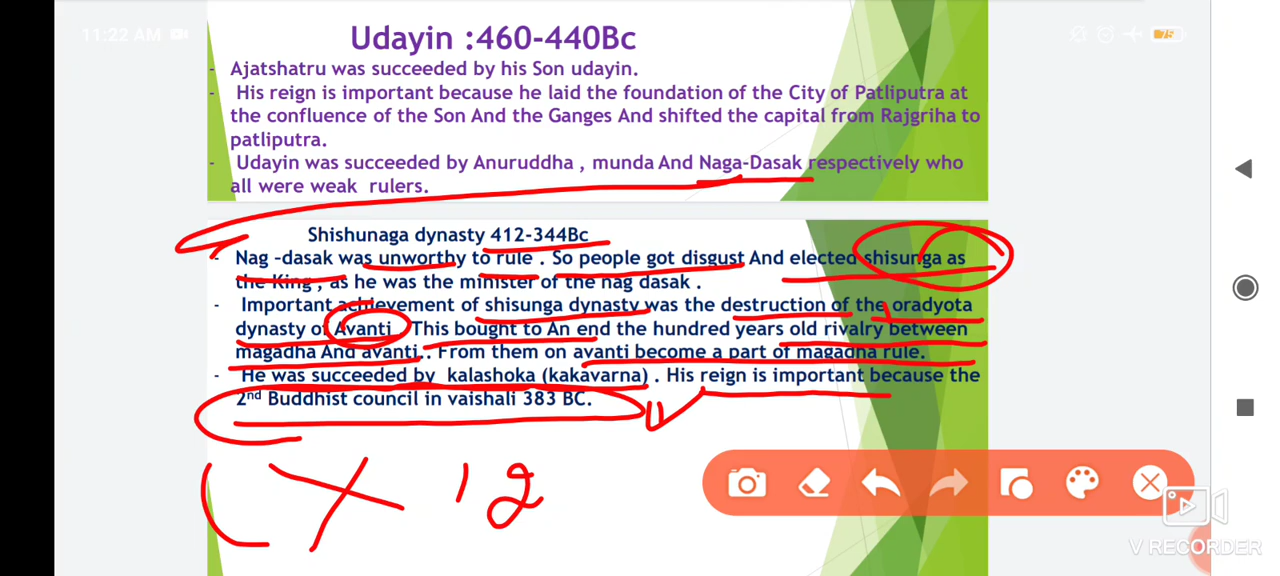 11:22 AM
75
Udayin :460-440Bc
- Ajatshatru was succeeded by his Son udayin.
- His reign is important because he laid the foundation of the City of Patliputra at
the confluence of the Son And the Ganges And shifted the capital from Rajgriha to
patliputra.
- Udayin was succeeded by Anuruddha , munda And Naga-Dasak respectively who
all were weak rulers.
Shishunaga dynasty 412-344Bc
- Nag -dasak was unworthy to rule . So people got disgust And elected shisunga as
the King , as he was the minister of the nag dasak .
- Important achievement of shisunga dynasty was the destruction of the oradyota
dynasty of Avanti . This bought to An end the hundred years old rivalry between
magadha And avanti.. From them on avanti become a part of magadha rule.
- He was succeeded by kalashoka (kakavarna) . His reign is important because the
2nd Buddhist council in vaishali 383 BC.
( X 12
V RECORDER